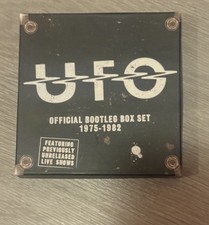 UFO
OFFICIAL BOOTLEG BOX SET
1975-1982
FEATURING
PREVIOUSLY
UNRELEASED
LIVE SHOWS